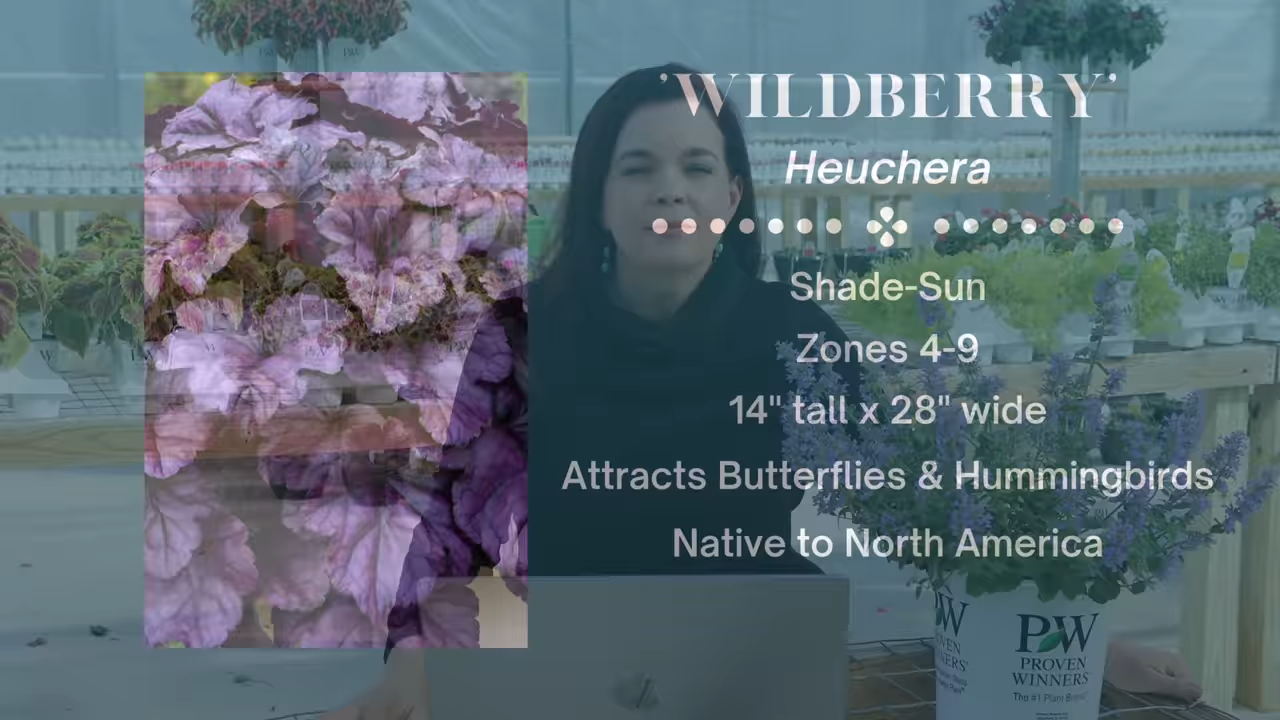 'WILDBERRY'
Heuchera
Shade-Sun
Zones 4-9
14" tall x 28" wide
Attracts Butterflies & Hummingbirds
Native to North America
PW
PROVEN
WINNERS
The #1 Plant Brand